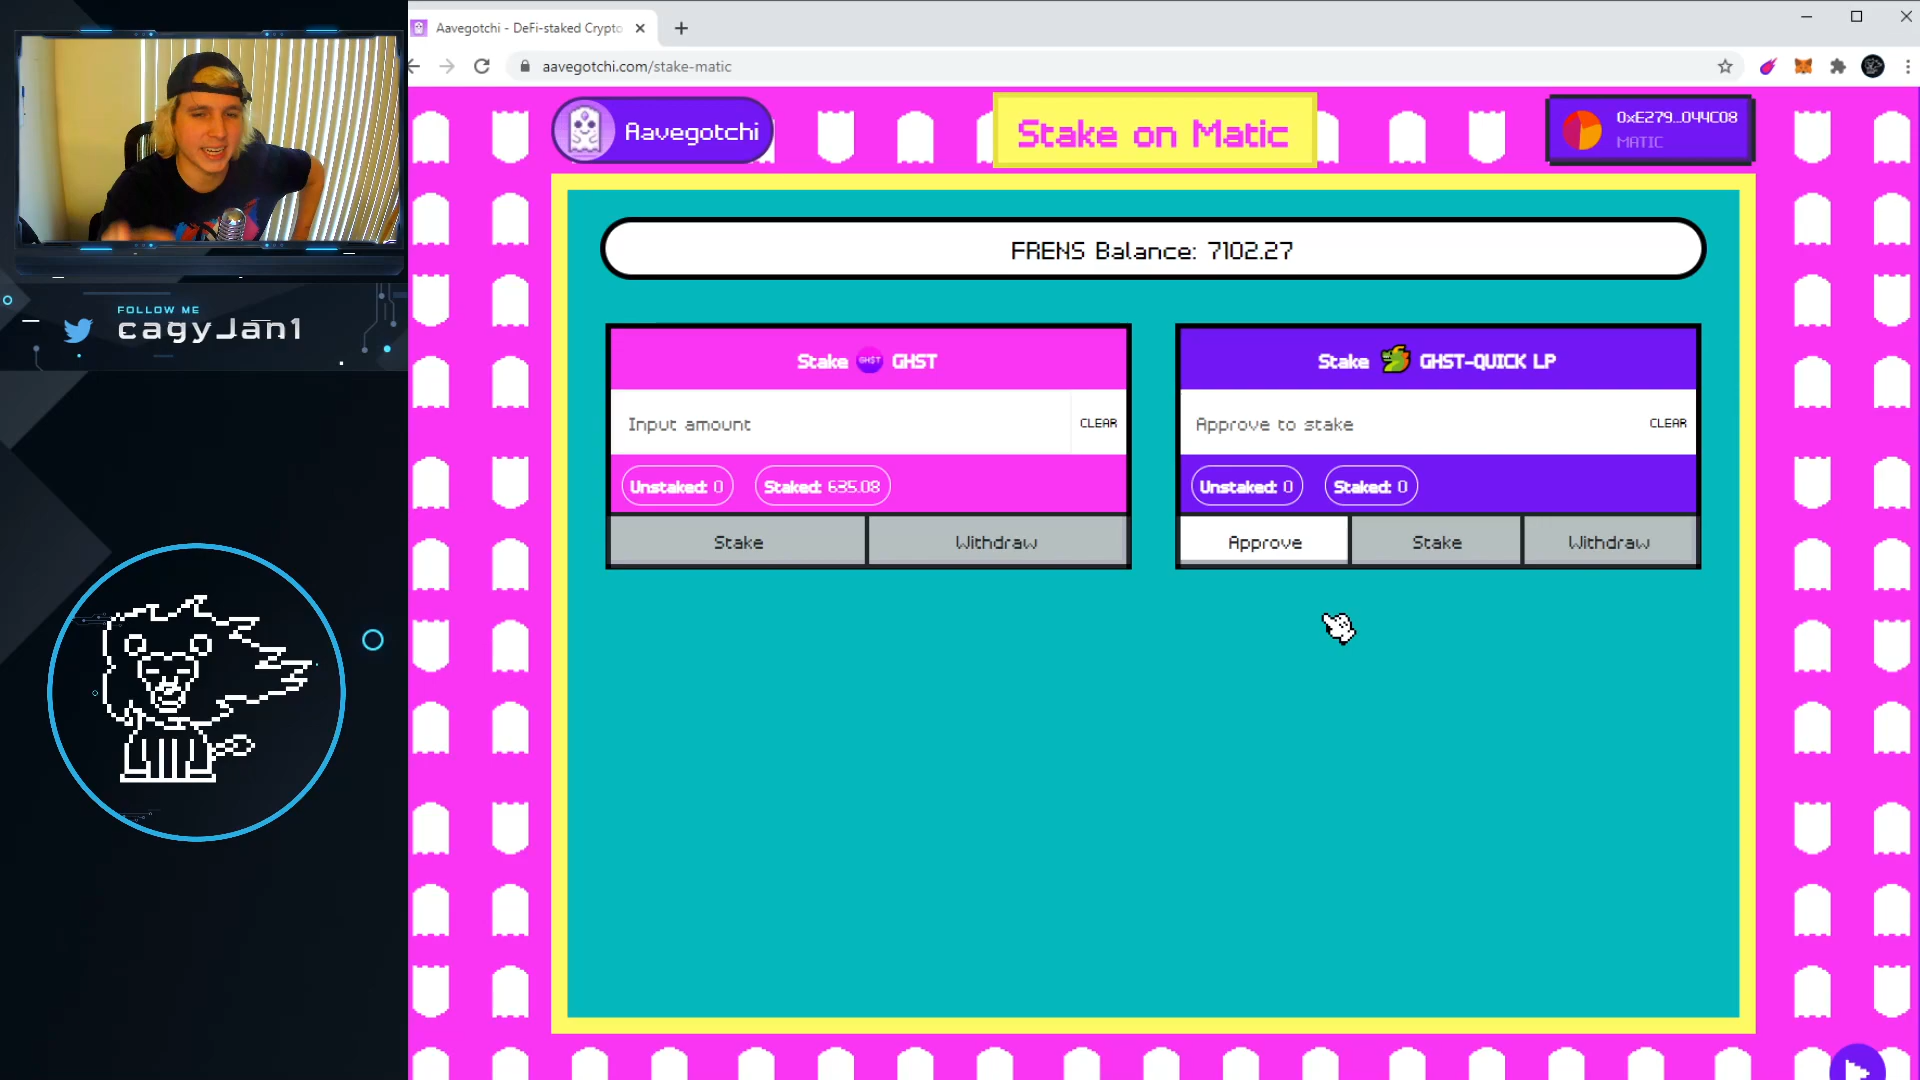 Aavegotchi - DeFi-staked Crypto
aavegotchi.com/stake-matic
Aavegotchi
Stake on Matic
0xE279_044C08
MATIC
FOLLOW ME
cagyJan1
FRENS Balance: 7102.27
Stake GHST GHST
Input amount
CLEAR
Unstaked: 0
Staked: 635.08
Stake
Withdraw
Stake GHST-QUICK LP
Approve to stake
CLEAR
Unstaked: 0
Staked: 0
Approve
Stake
Withdraw